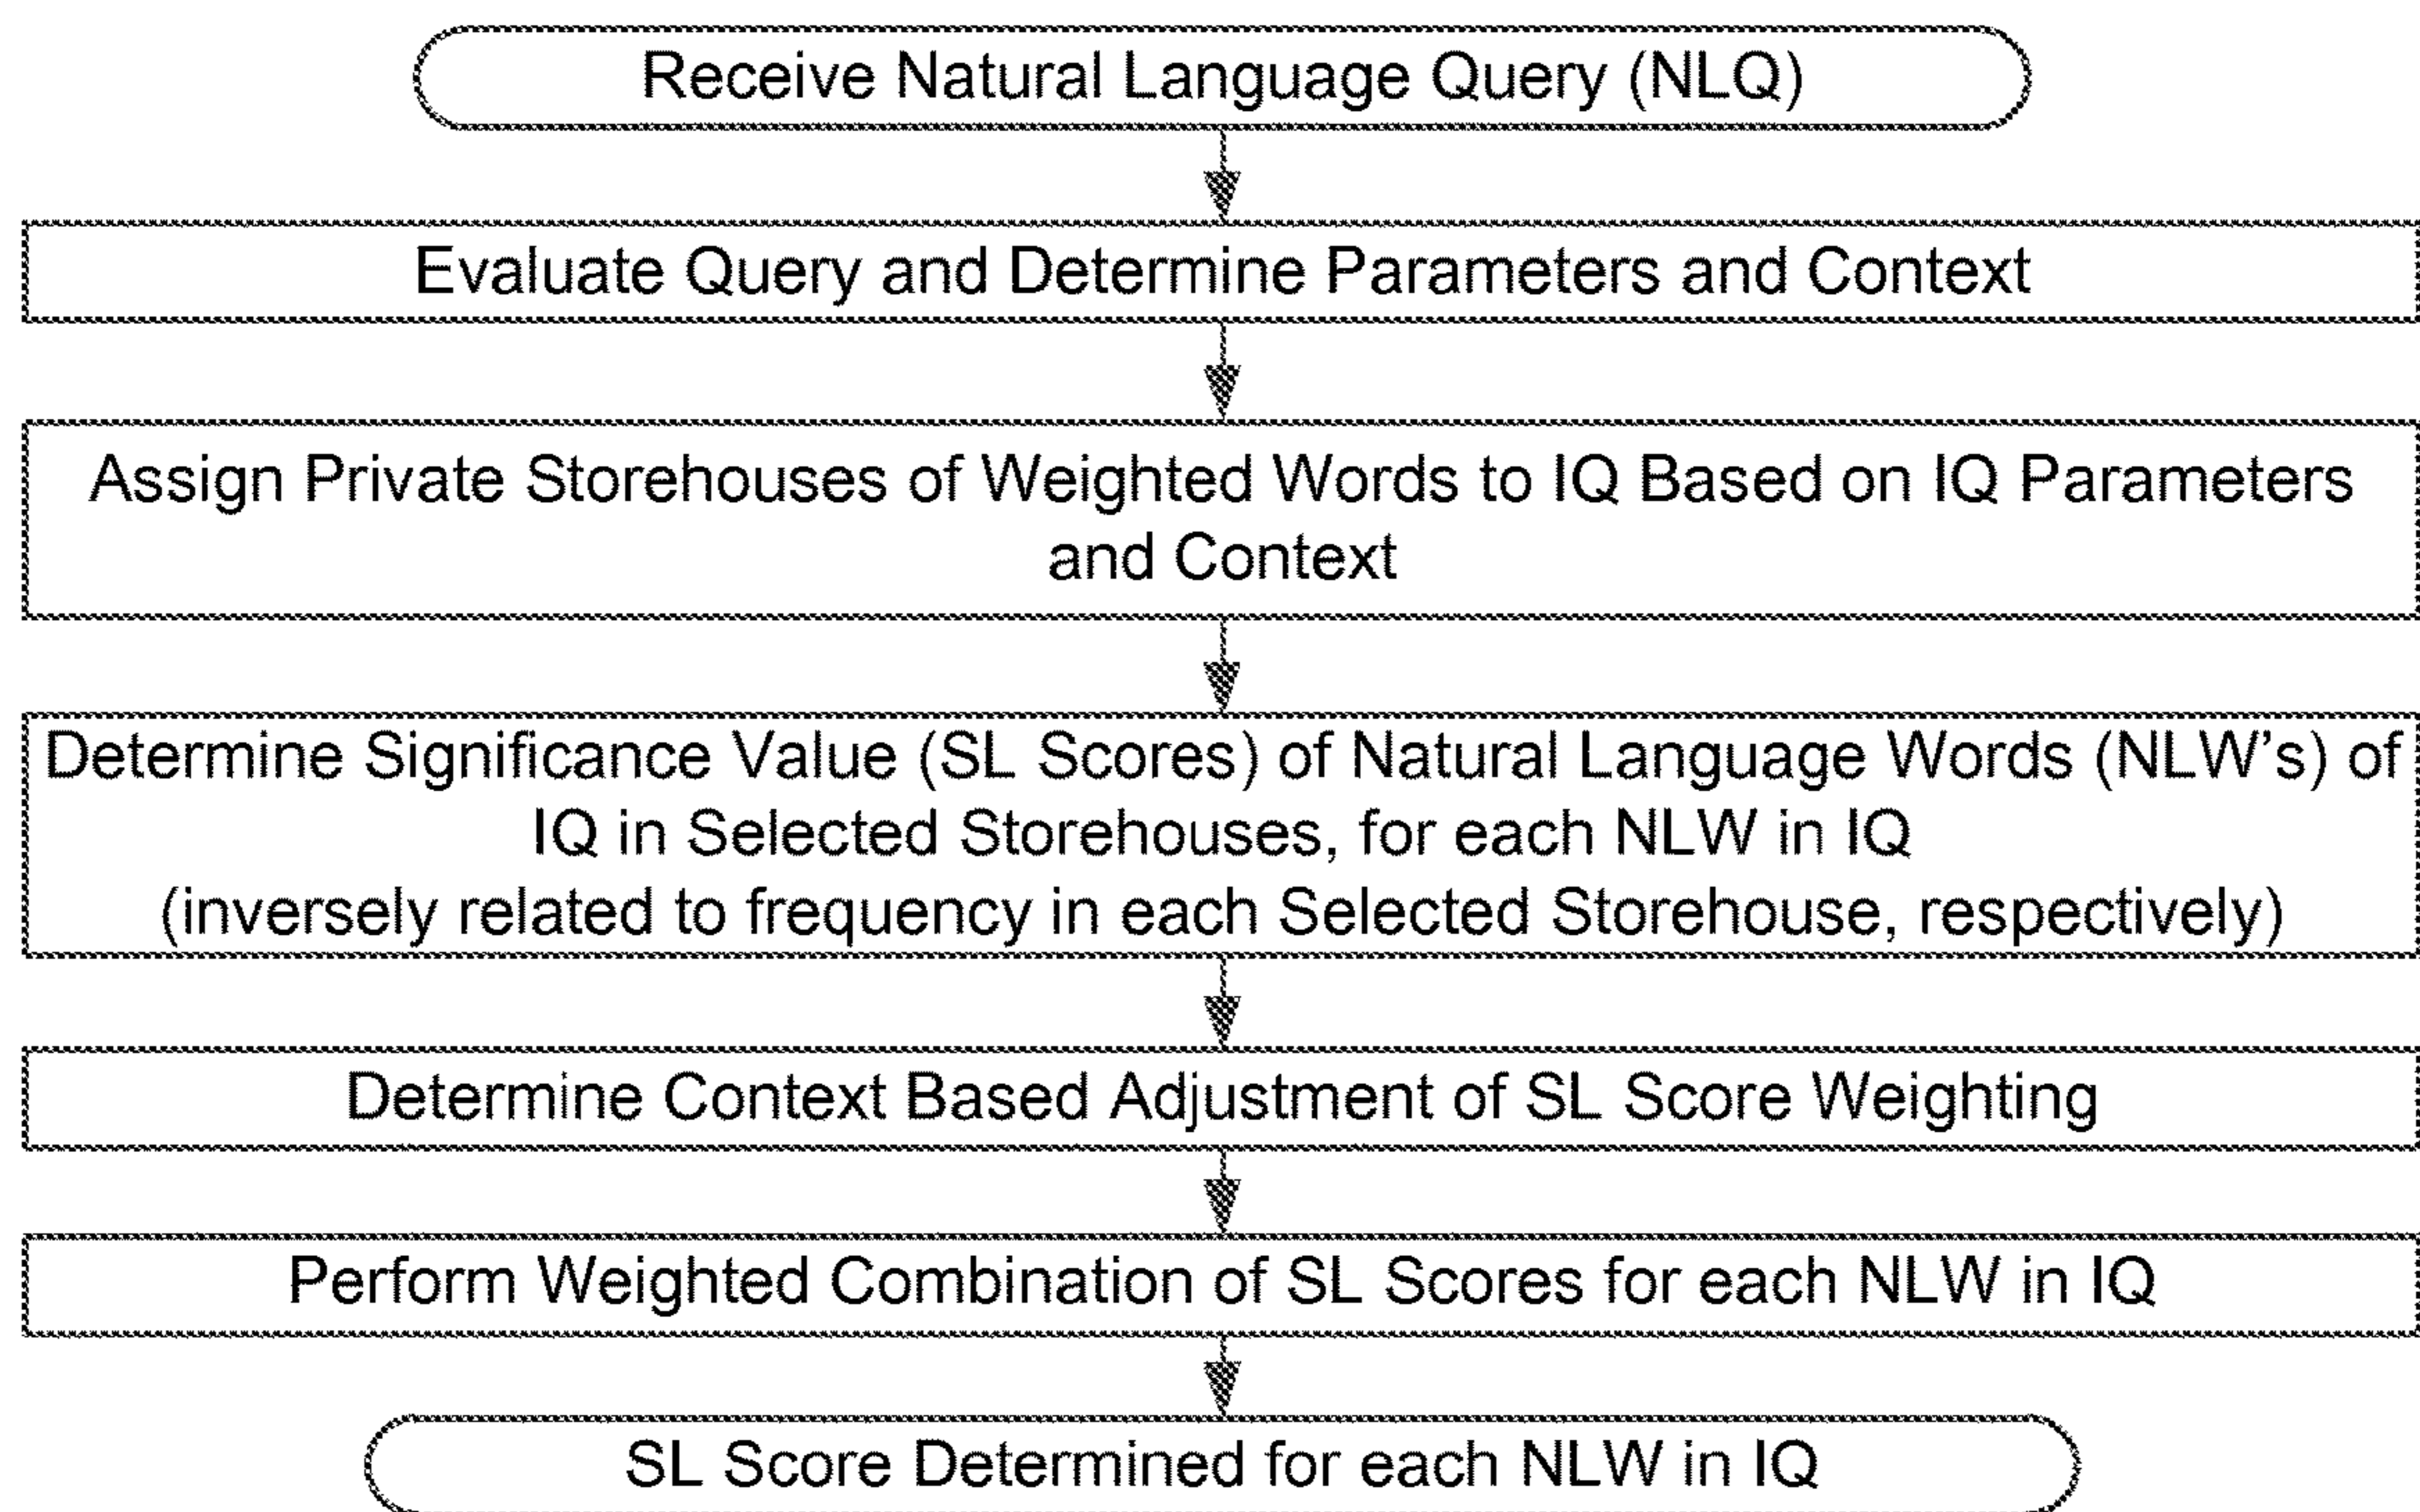 Receive Natural Language Query (NLQ)
Evaluate Query and Determine Parameters and Context
Assign Private Storehouses of Weighted Words to IQ Based on IQ Parameters
and Context
Determine Significance Value (SL Scores) of Natural Language Words (NLW's) of
IQ in Selected Storehouses, for each NLW in IQ
(inversely related to frequency in each Selected Storehouse, respectively)
Determine Context Based Adjustment of SL Score Weighting
Perform Weighted Combination of SL Scores for each NLW in IQ
SL Score Determined for each NLW in IQ